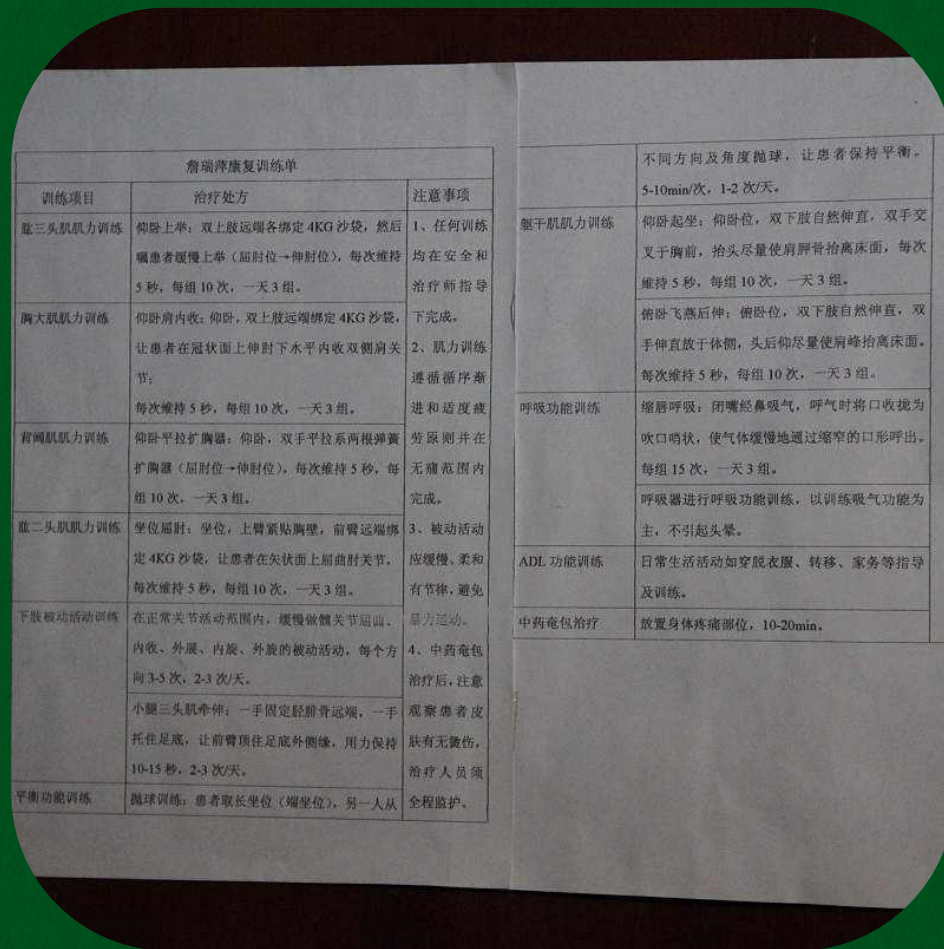 詹瑞萍康复训练单
训练项目 治疗处方 注意事项
肱三头肌肌力训练 仰卧上举：双上肢远端各绑定 4KG 沙袋，然后
嘱患者缓慢上举（屈肘位→伸肘位），每次维持
5 秒，每组 10 次，一天 3 组。
胸大肌肌力训练 仰卧肩内收：仰卧，双上肢远端绑定 4KG 沙袋，
让患者在冠状面上伸肘下水平内收双侧肩关
节；
每次维持 5 秒，每组 10 次，一天 3 组。
背阔肌肌力训练 仰卧平拉扩胸器：仰卧，双手平拉系两根弹簧
扩胸器（屈肘位→伸肘位），每次维持 5 秒，每
组 10 次，一天 3 组。
肱二头肌肌力训练 坐位屈肘：坐位，上臂紧贴胸壁，前臂远端绑
定 4KG 沙袋，让患者在矢状面上屈曲肘关节，
每次维持 5 秒，每组 10 次，一天 3 组。
下肢被动活动训练 在正常关节活动范围内，缓慢做髋关节屈曲、
内收、外展、内旋、外旋的被动活动，每个方
向 3-5 次，2-3 次/天。
小腿三头肌牵伸：一手固定胫腓骨远端，一手
托住足底，让前臂顶住足底外侧缘，用力保持
10-15 秒，2-3 次/天。
平衡功能训练 抛球训练：患者取长坐位（端坐位），另一人从
1、任何训练
均在安全和
治疗师指导
下完成。
2、肌力训练
遵循循序渐
进和适度疲
劳原则并在
无痛范围内
完成。
3、被动活动
应缓慢、柔和
有节律，避免
暴力运动。
4、中药奄包
治疗后，注意
观察患者皮
肤有无烫伤，
治疗人员须
全程监护。
不同方向及角度抛球，让患者保持平衡。
5-10min/次，1-2 次/天。
躯干肌肌力训练 仰卧起坐：仰卧位，双下肢自然伸直，双手交
叉于胸前，抬头尽量使肩胛骨抬离床面，每次
维持 5 秒，每组 10 次，一天 3 组。
俯卧飞燕后伸：俯卧位，双下肢自然伸直，双
手伸直放于体侧，头后仰尽量使肩峰抬离床面。
每次维持 5 秒，每组 10 次，一天 3 组。
呼吸功能训练 缩唇呼吸：闭嘴经鼻吸气，呼气时将口收拢为
吹口哨状，使气体缓慢地通过缩窄的口形呼出。
每组 15 次，一天 3 组。
呼吸器进行呼吸功能训练，以训练吸气功能为
主，不引起头晕。
ADL 功能训练 日常生活活动如穿脱衣服、转移、家务等指导
及训练。
中药奄包治疗 放置身体疼痛部位，10-20min。